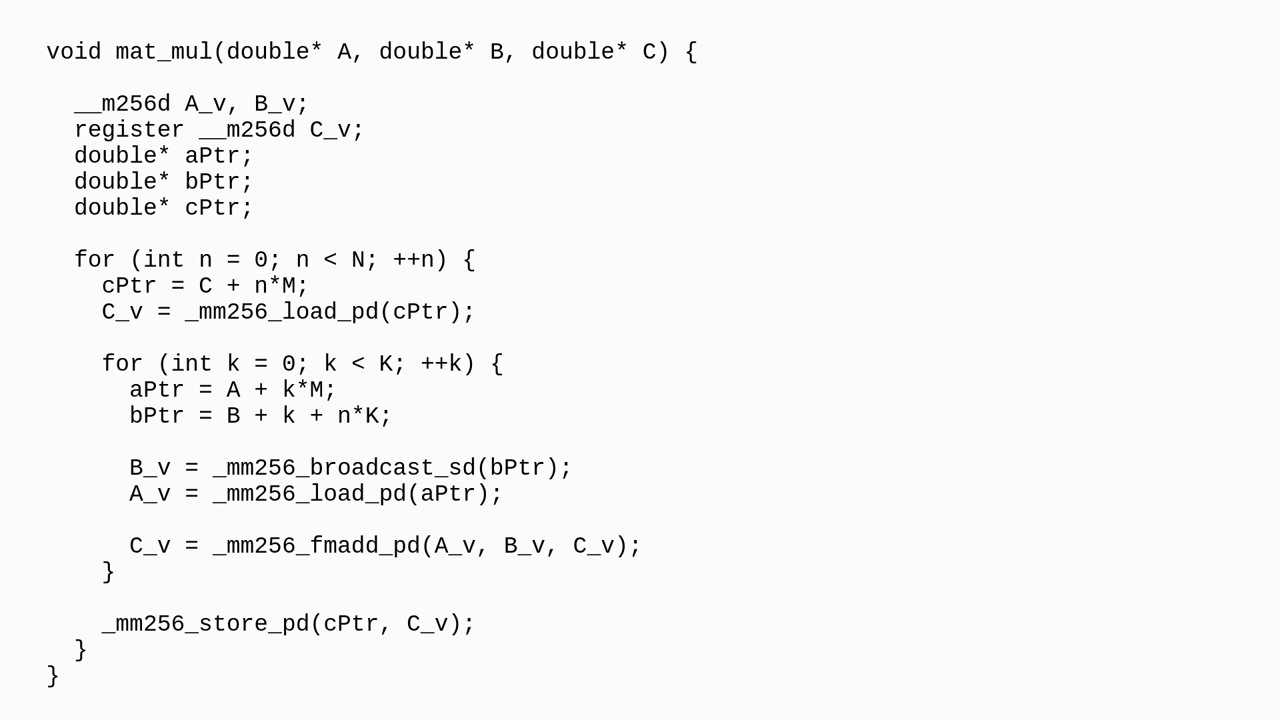 void mat_mul(double* A, double* B, double* C) {
__m256d A_v, B_v;
register __m256d C_v;
double* aPtr;
double* bPtr;
double* cPtr;
for (int n = 0; n < N; ++n) {
cPtr = C + n*M;
C_v = _mm256_load_pd(cPtr);
for (int k = 0; k < K; ++k) {
aPtr = A + k*M;
bPtr = B + k + n*K;
B_v = _mm256_broadcast_sd(bPtr);
A_v = _mm256_load_pd(aPtr);
C_v = _mm256_fmadd_pd(A_v, B_v, C_v);
}
_mm256_store_pd(cPtr, C_v);
}
}